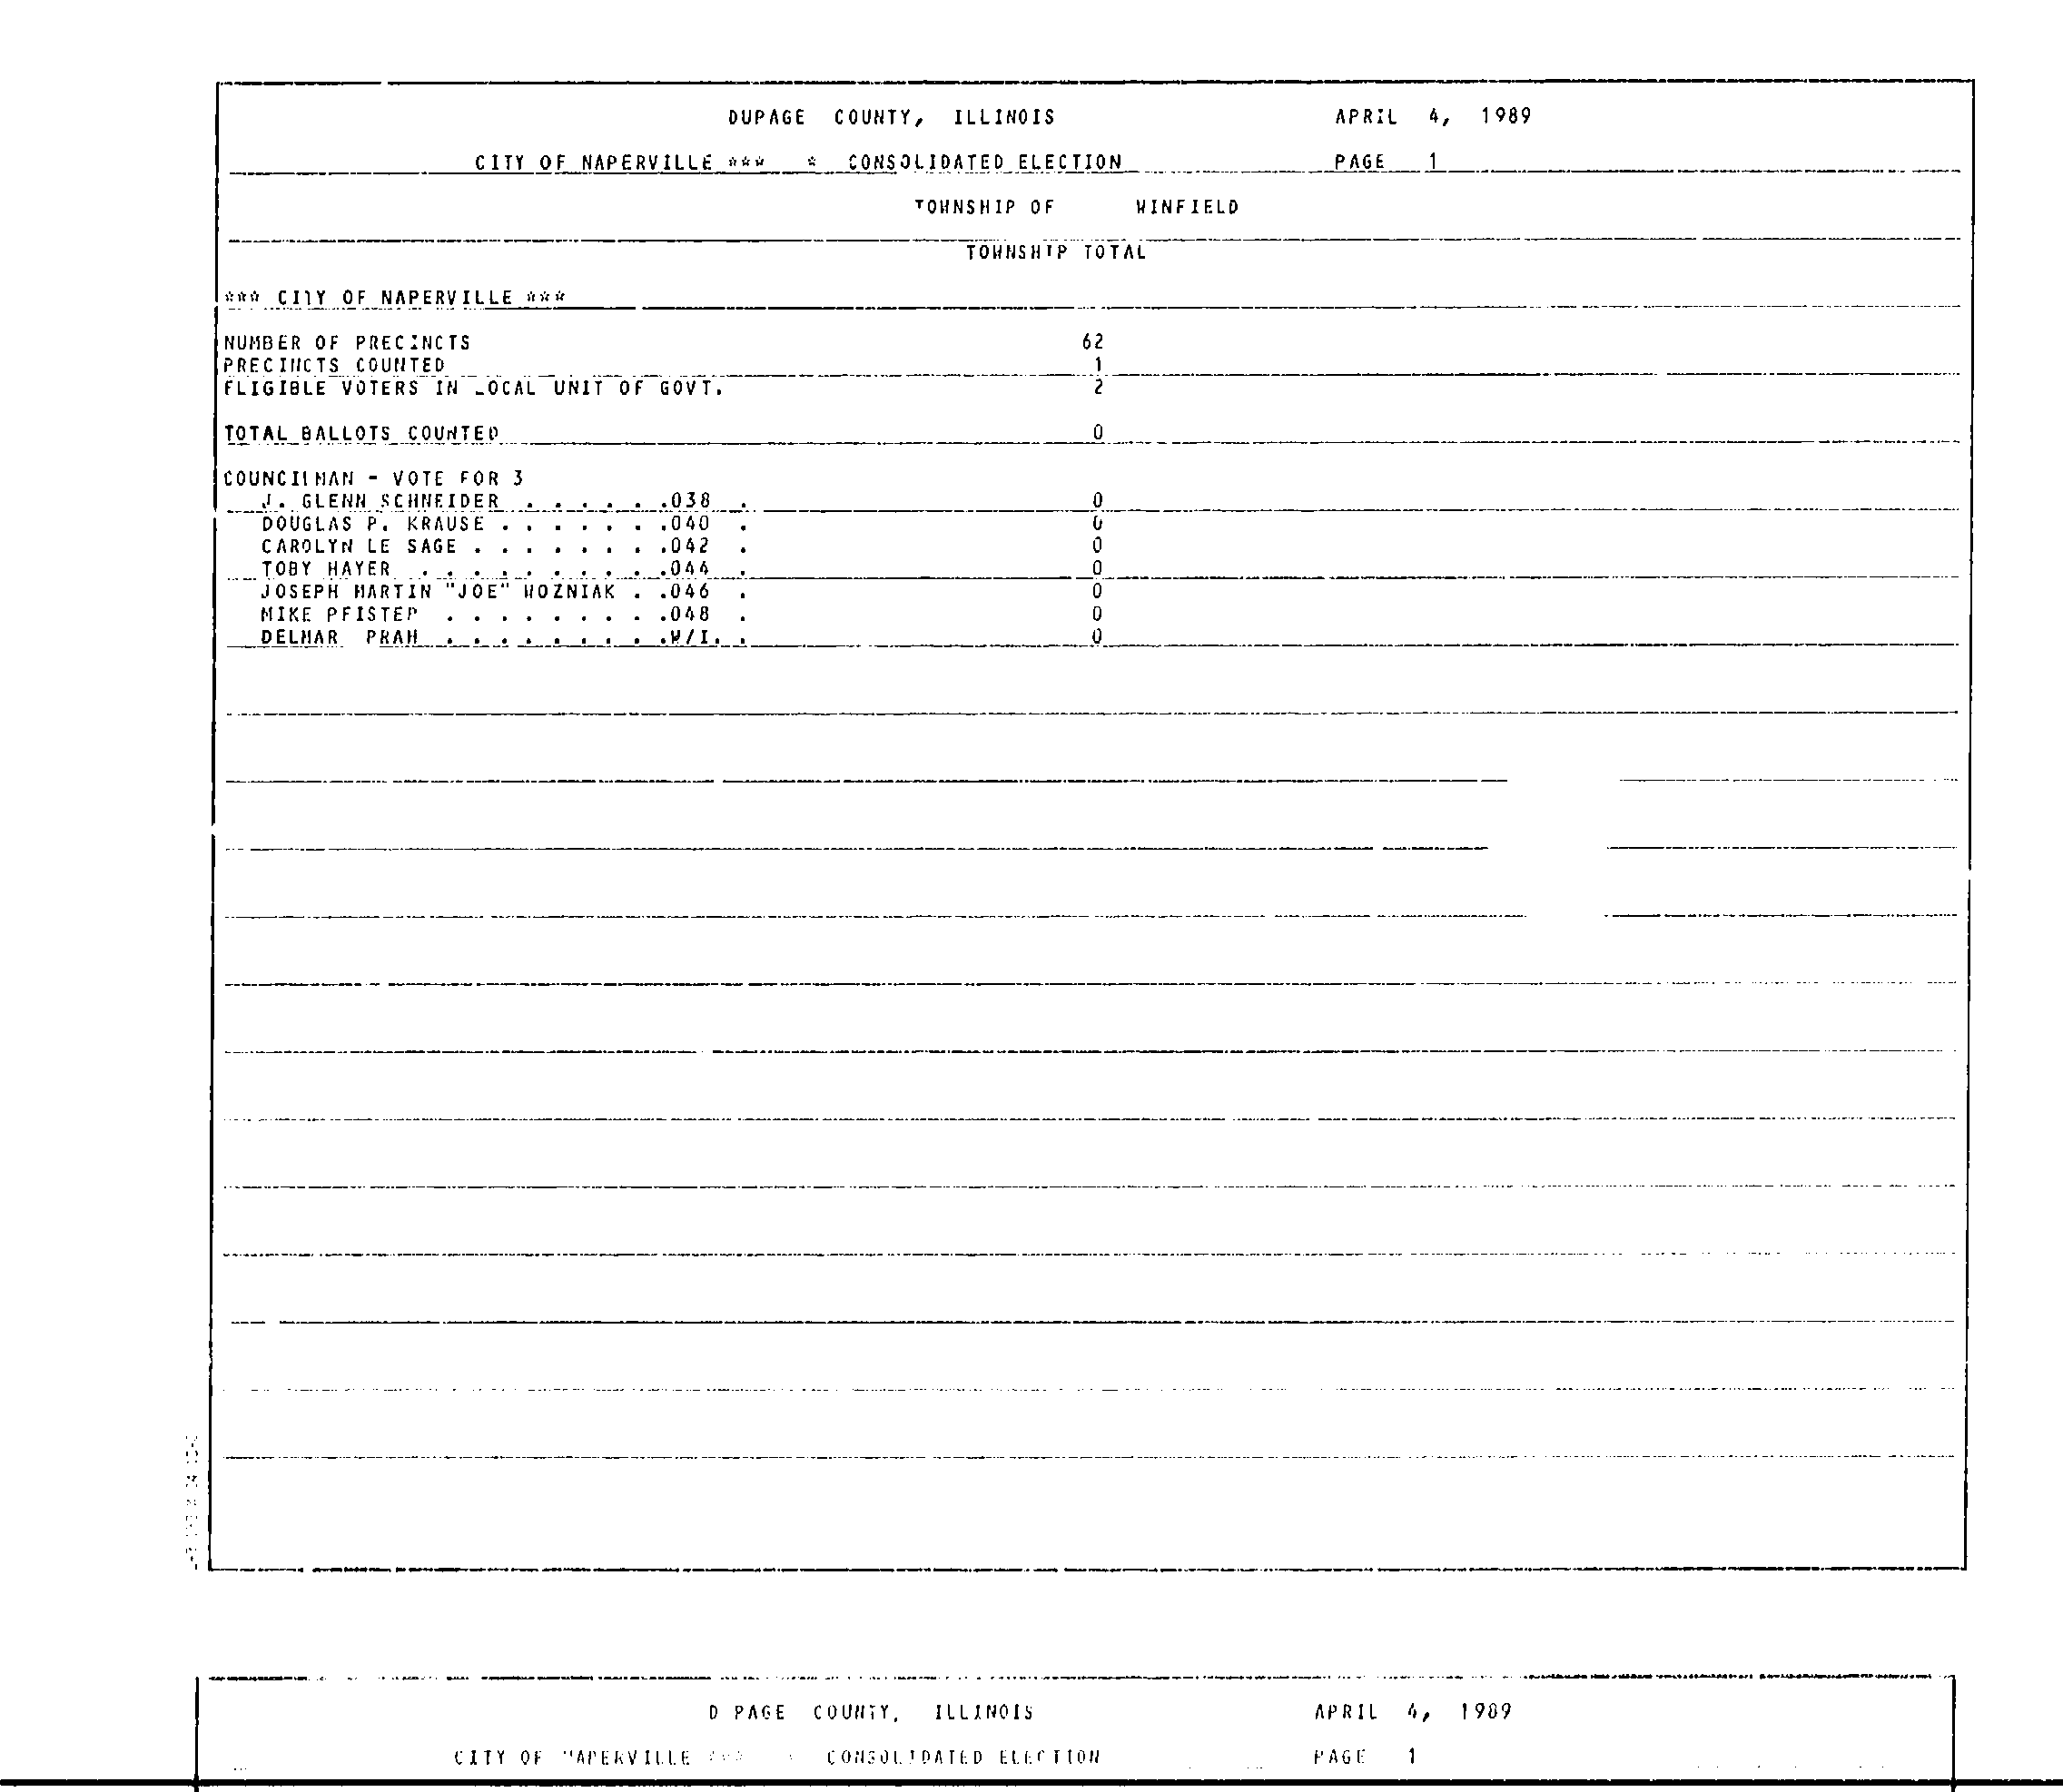 DUPAGE COUNTY, ILLINOIS APRIL 4, 1989
CITY OF NAPERVILLE *** * CONSOLIDATED ELECTION PAGE 1
TOWNSHIP OF WINFIELD
TOWNSHIP TOTAL
*** CITY OF NAPERVILLE ***
NUMBER OF PRECINCTS 62
PRECINCTS COUNTED 1
ELIGIBLE VOTERS IN LOCAL UNIT OF GOVT. 2
TOTAL BALLOTS COUNTED 0
COUNCILMAN - VOTE FOR 3
J. GLENN SCHNEIDER . . . . . .038 . 0
DOUGLAS P. KRAUSE . . . . . . .040 . 0
CAROLYN LE SAGE . . . . . . . .042 . 0
TOBY HAYER . . . . . . . . . .044 . 0
JOSEPH MARTIN "JOE" WOZNIAK . .046 . 0
MIKE PFISTER . . . . . . . . .048 . 0
DELMAR PRAH . . . . . . . . .W/I. . 0
D PAGE COUNTY, ILLINOIS APRIL 4, 1989
CITY OF NAPERVILLE *** * CONSOLIDATED ELECTION PAGE 1